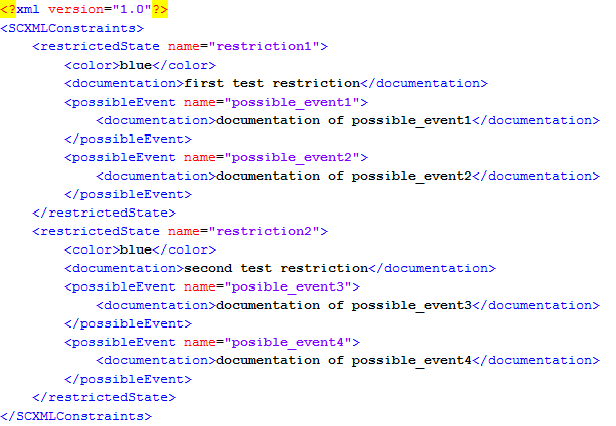 <?xml version="1.0"?>
<SCXMLConstraints>
    <restrictedState name="restriction1">
        <color>blue</color>
        <documentation>first test restriction</documentation>
        <possibleEvent name="possible_event1">
            <documentation>documentation of possible_event1</documentation>
        </possibleEvent>
        <possibleEvent name="possible_event2">
            <documentation>documentation of possible_event2</documentation>
        </possibleEvent>
    </restrictedState>
    <restrictedState name="restriction2">
        <color>blue</color>
        <documentation>second test restriction</documentation>
        <possibleEvent name="posible_event3">
            <documentation>documentation of possible_event3</documentation>
        </possibleEvent>
        <possibleEvent name="posible_event4">
            <documentation>documentation of possible_event4</documentation>
        </possibleEvent>
    </restrictedState>
</SCXMLConstraints>